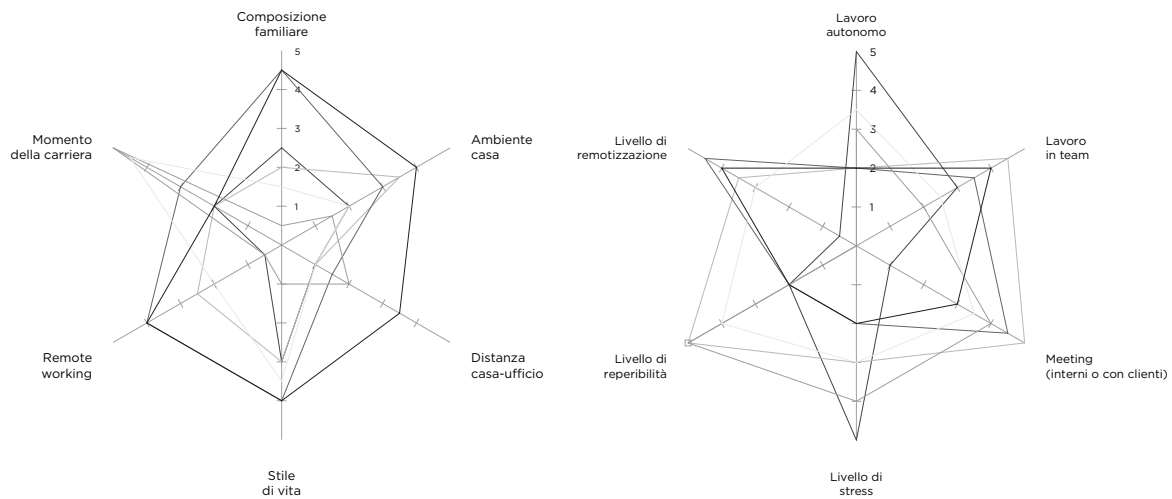 Composizione
familiare
5
4
3
2
1
Ambiente
casa
Distanza
casa-ufficio
Stile
di vita
Remote
working
Momento
della carriera
Lavoro
autonomo
5
4
3
2
1
Lavoro
in team
Meeting
(interni o con clienti)
Livello di
stress
Livello di
reperibilità
Livello di
remotizzazione